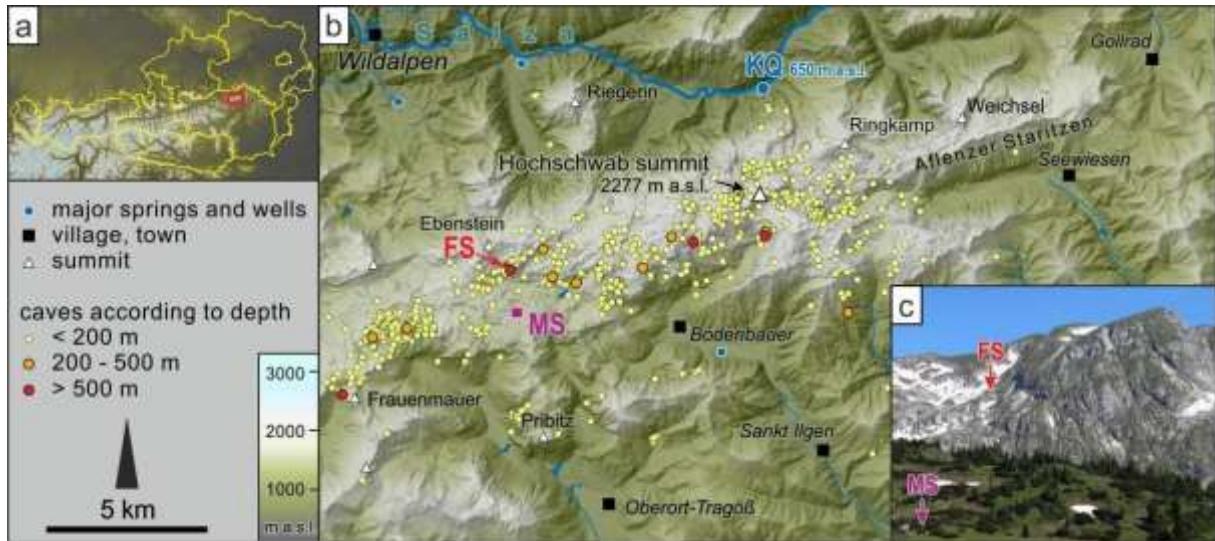 a
major springs and wells
village, town
summit
caves according to depth
< 200 m
200 - 500 m
> 500 m
5 km
3000
2000
1000
m a.s.l.
b
Salza
Wildalpen
KQ 650 m a.s.l.
Gollrad
Riegerin
Weichsel
Ringkamp
Aflenzer Staritzen
Hochschwab summit
2277 m a.s.l.
Seewiesen
Ebenstein
FS
MS
Bodenbauer
Frauenmauer
Pribitz
Sankt Ilgen
Oberort-Tragöß
c
FS
MS